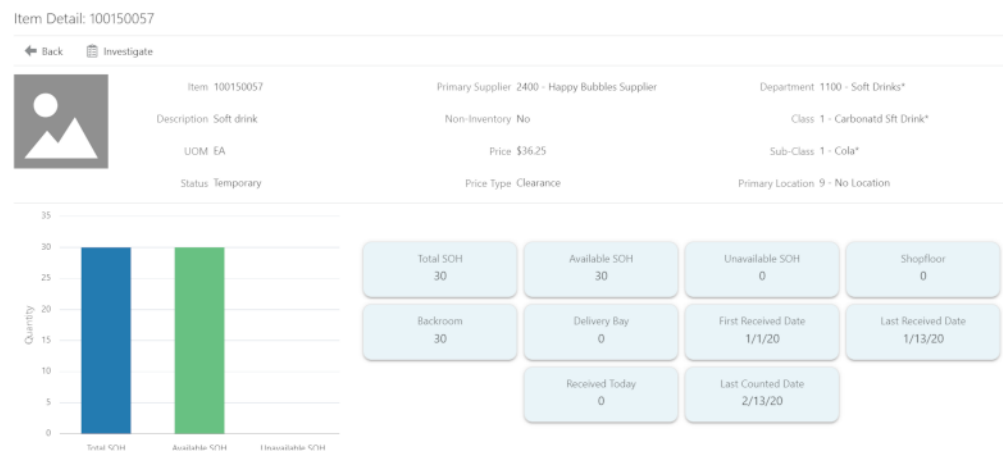 Item Detail: 100150057
Back Investigate
Item 100150057 Primary Supplier 2400 - Happy Bubbles Supplier Department 1100 - Soft Drinks*
Description Soft drink Non-Inventory No Class 1 - Carbonatd Sft Drink*
UOM EA Price $36.25 Sub-Class 1 - Cola*
Status Temporary Price Type Clearance Primary Location 9 - No Location
35
30
25
20
15
10
5
0
Quantity
Total SOH Available SOH Unavailable SOH
Total SOH Available SOH Unavailable SOH Shopfloor
30 30 0 0
Backroom Delivery Bay First Received Date Last Received Date
30 0 1/1/20 1/13/20
Received Today Last Counted Date
0 2/13/20